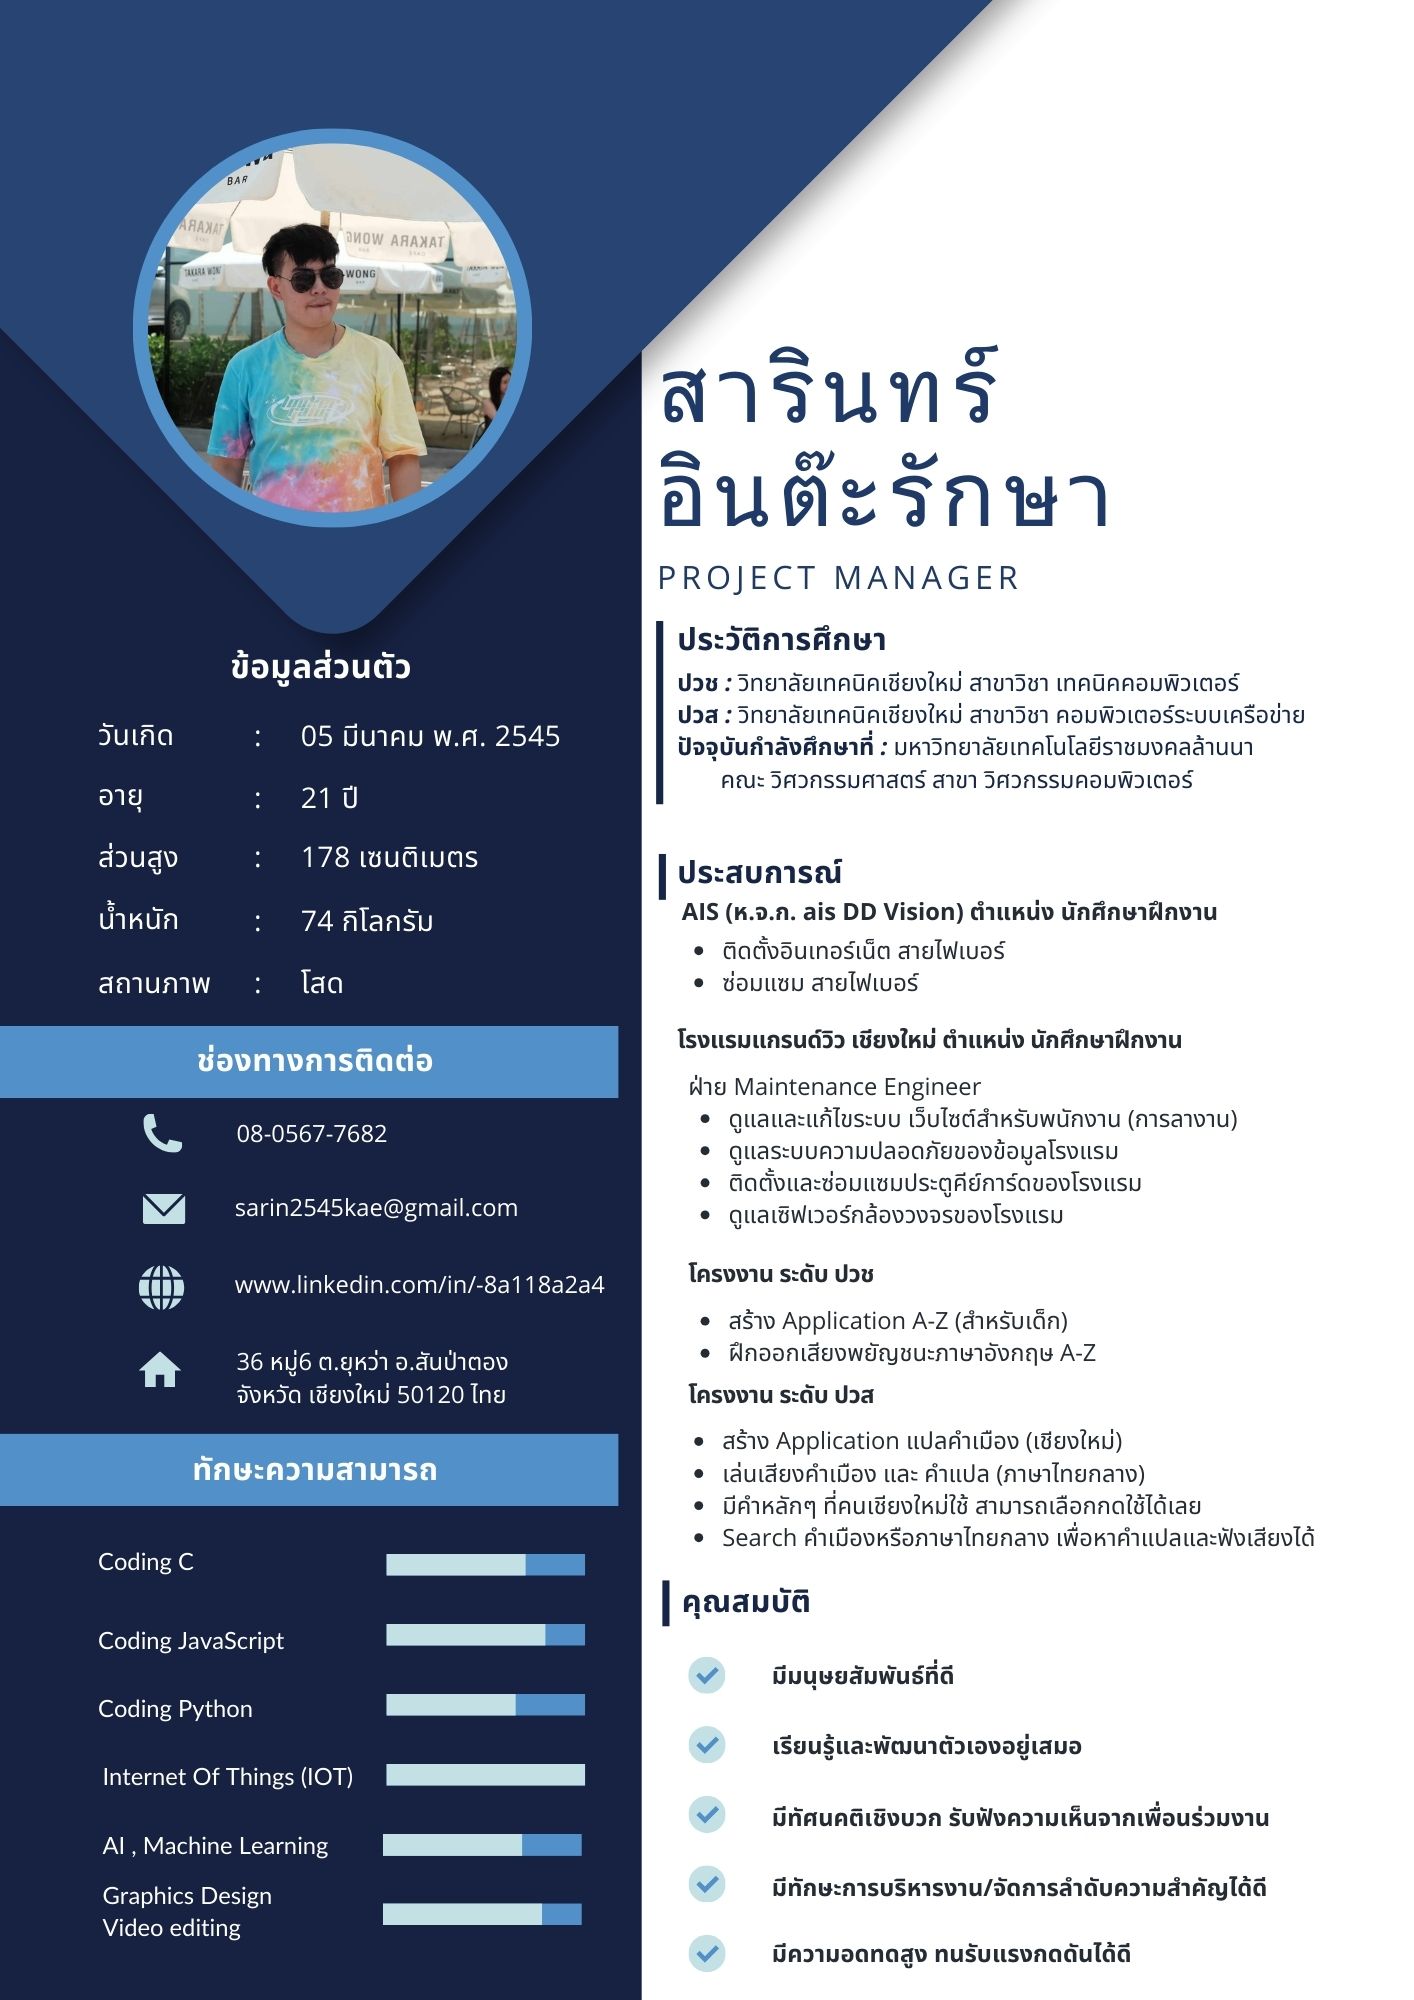 BAR
TAKARA WONG
TAKARA WONG
สารินทร์
อินต๊ะรักษา
PROJECT MANAGER
ข้อมูลส่วนตัว
วันเกิด : 05 มีนาคม พ.ศ. 2545
อายุ : 21 ปี
ส่วนสูง : 178 เซนติเมตร
น้ำหนัก : 74 กิโลกรัม
สถานภาพ : โสด
ช่องทางการติดต่อ
08-0567-7682
sarin2545kae@gmail.com
www.linkedin.com/in/-8a118a2a4
36 หมู่6 ต.ยุหว่า อ.สันป่าตอง
จังหวัด เชียงใหม่ 50120 ไทย
ทักษะความสามารถ
Coding C
Coding JavaScript
Coding Python
Internet Of Things (IOT)
AI , Machine Learning
Graphics Design
Video editing
ประวัติการศึกษา
ปวช : วิทยาลัยเทคนิคเชียงใหม่ สาขาวิชา เทคนิคคอมพิวเตอร์
ปวส : วิทยาลัยเทคนิคเชียงใหม่ สาขาวิชา คอมพิวเตอร์ระบบเครือข่าย
ปัจจุบันกำลังศึกษาที่ : มหาวิทยาลัยเทคโนโลยีราชมงคลล้านนา
คณะ วิศวกรรมศาสตร์ สาขา วิศวกรรมคอมพิวเตอร์
ประสบการณ์
AIS (ห.จ.ก. ais DD Vision) ตำแหน่ง นักศึกษาฝึกงาน
• ติดตั้งอินเทอร์เน็ต สายไฟเบอร์
• ซ่อมแซม สายไฟเบอร์
โรงแรมแกรนด์วิว เชียงใหม่ ตำแหน่ง นักศึกษาฝึกงาน
ฝ่าย Maintenance Engineer
• ดูแลและแก้ไขระบบ เว็บไซต์สำหรับพนักงาน (การลางาน)
• ดูแลระบบความปลอดภัยของข้อมูลโรงแรม
• ติดตั้งและซ่อมแซมประตูคีย์การ์ดของโรงแรม
• ดูแลเซิฟเวอร์กล้องวงจรของโรงแรม
โครงงาน ระดับ ปวช
• สร้าง Application A-Z (สำหรับเด็ก)
• ฝึกออกเสียงพยัญชนะภาษาอังกฤษ A-Z
โครงงาน ระดับ ปวส
• สร้าง Application แปลคำเมือง (เชียงใหม่)
• เล่นเสียงคำเมือง และ คำแปล (ภาษาไทยกลาง)
• มีคำหลักๆ ที่คนเชียงใหม่ใช้ สามารถเลือกกดใช้ได้เลย
• Search คำเมืองหรือภาษาไทยกลาง เพื่อหาคำแปลและฟังเสียงได้
คุณสมบัติ
มีมนุษยสัมพันธ์ที่ดี
เรียนรู้และพัฒนาตัวเองอยู่เสมอ
มีทัศนคติเชิงบวก รับฟังความเห็นจากเพื่อนร่วมงาน
มีทักษะการบริหารงาน/จัดการลำดับความสำคัญได้ดี
มีความอดทดสูง ทนรับแรงกดดันได้ดี